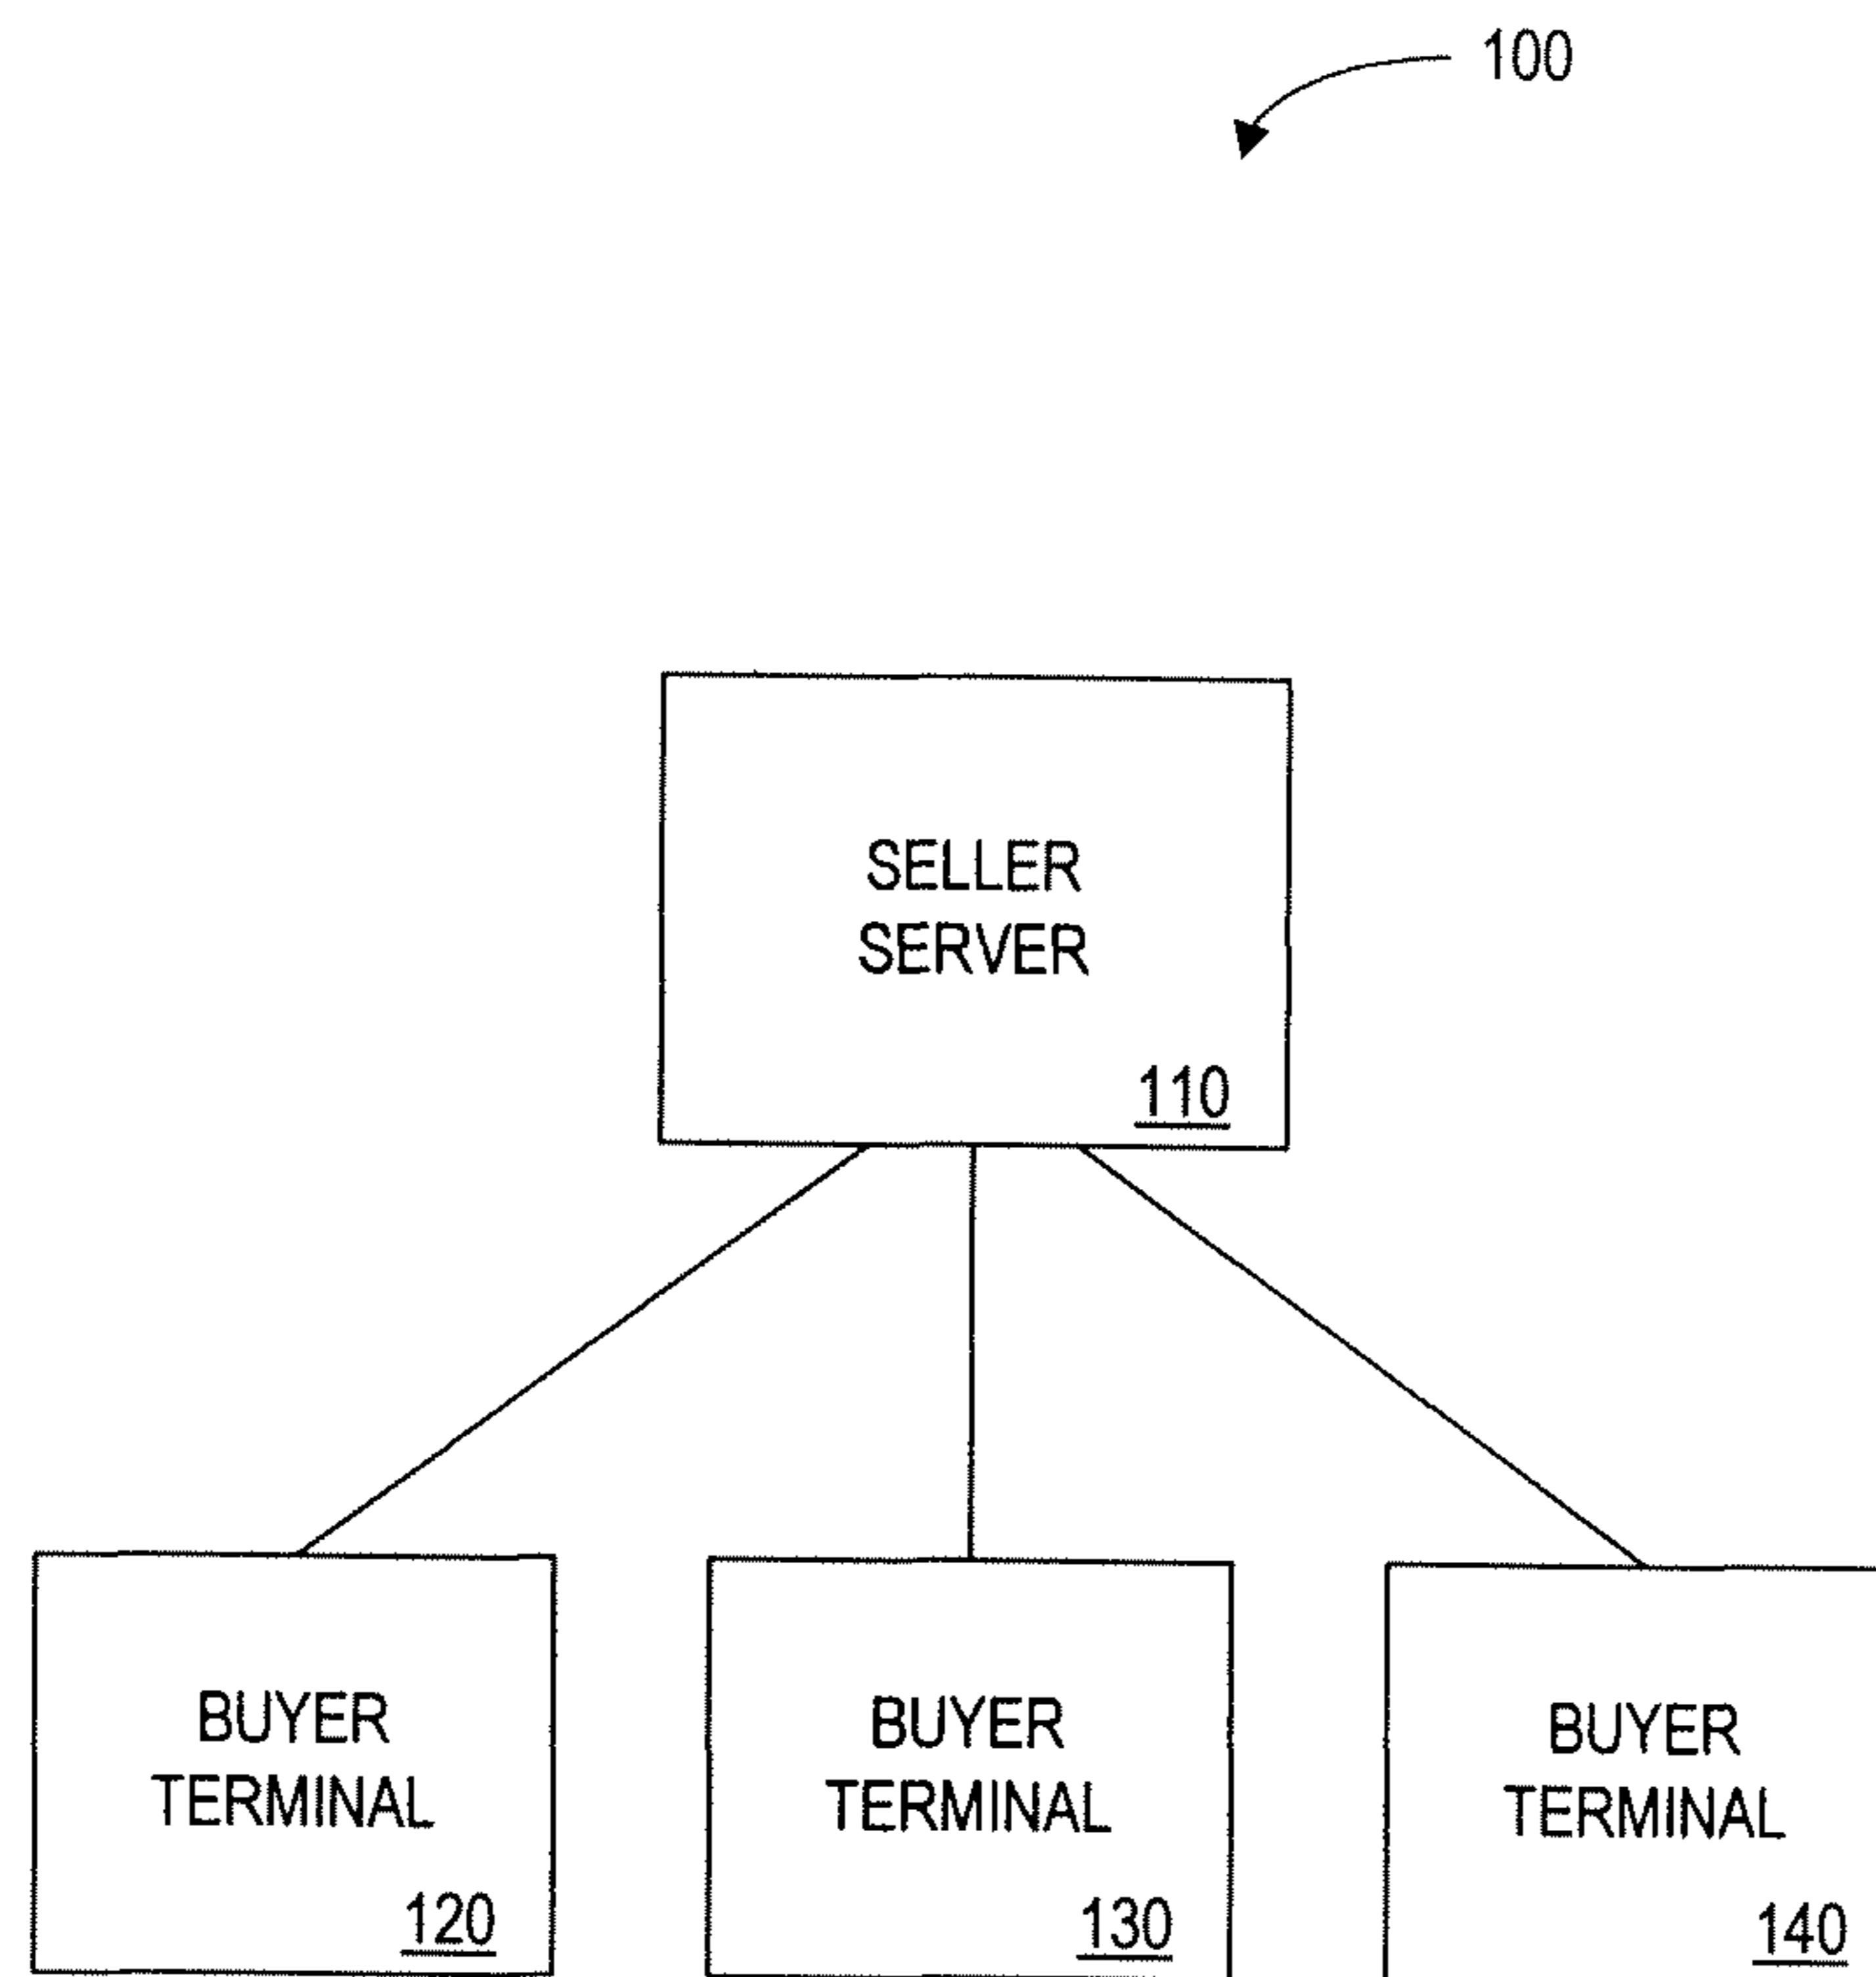 100
SELLER
SERVER
110
BUYER
TERMINAL
120
BUYER
TERMINAL
130
BUYER
TERMINAL
140